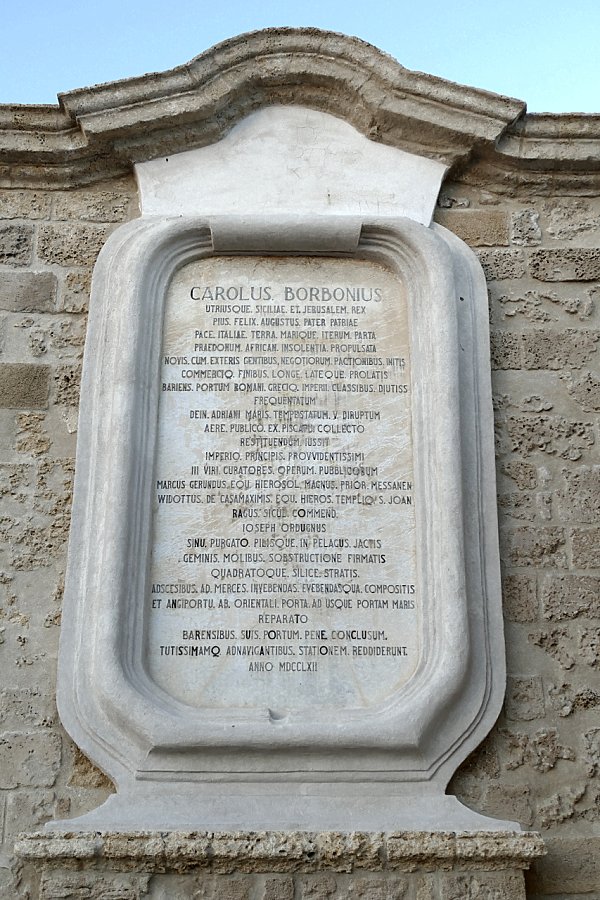 CAROLUS. BORBONIUS
UTRIUSQUE. SICILIAE. ET. JERUSALEM. REX
PIUS. FELIX. AUGUSTUS. PATER PATRIAE
PACE. ITALIAE. TERRA. MARIQUE. ITERUM. PARTA
PRAEDONUM. AFRICAN. INSOLENTIA. PROPULSATA
NOVIS. CUM. EXTERIS GENTIBUS. NEGOTIORUM. PACTIONIBUS. INITIS
COMMERCIQ. FINIBUS. LONGE. LATEQUE. PROLATIS
BARIENS. PORTUM ROMANI. GRECIQ. IMPERII. CLASSIBUS. DIUTISS
FREQUENTATUM
DEIN. ADRIANI MARIS. TEMPESTATUM. V. DIRUPTUM
AERE. PUBLICO. EX. PISCATU COLLECTO
RESTITUENDUM. IUSSIT
IMPERIO. PRINCIPIS. PROVVIDENTISSIMI
III VIRI. CURATORES. OPERUM. PUBBLICORUM
MARCUS GERUNDUS. EQU. HIEROSOL. MAGNUS. PRIOR. MESSANEN
WIDOTTUS. DE CASAMAXIMIS. EQU. HIEROS. TEMPLIQ. S. JOAN
RAGUS. SICUL. COMMEND.
IOSEPH ORDUGNUS
SINU. PURGATO. PILISQUE. IN PELAGUS. JACTIS
GEMINIS. MOLIBUS. SOBSTRUCTIONE FIRMATIS
QUADRATOQUE. SILICE. STRATIS.
ADSCESIBUS. AD. MERCES. INVEBENDAS. EVEBENDASQUA. COMPOSITIS
ET ANGIPORTU. AB. ORIENTALI. PORTA. AD USQUE PORTAM MARIS
REPARATO
BARENSIBUS. SUIS. PORTUM. PENE. CONCLUSUM.
TUTISSIMAMQ ADNAVIGANTIBUS. STATIONEM. REDDIDERUNT.
ANNO MDCCLXII